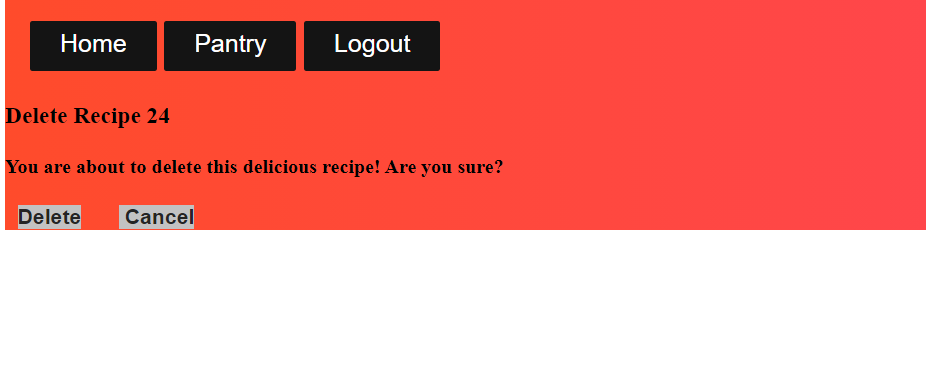 Home Pantry Logout
Delete Recipe 24
You are about to delete this delicious recipe! Are you sure?
Delete Cancel